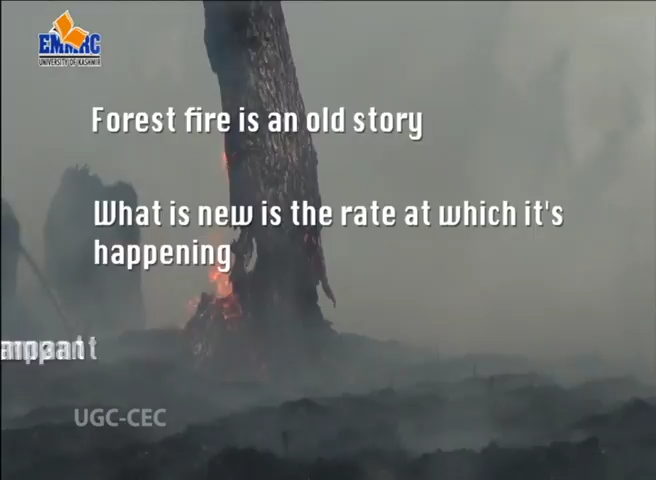 EMMRC
UNIVERSITY OF KASHMIR
Forest fire is an old story
What is new is the rate at which it's
happening
UGC-CEC